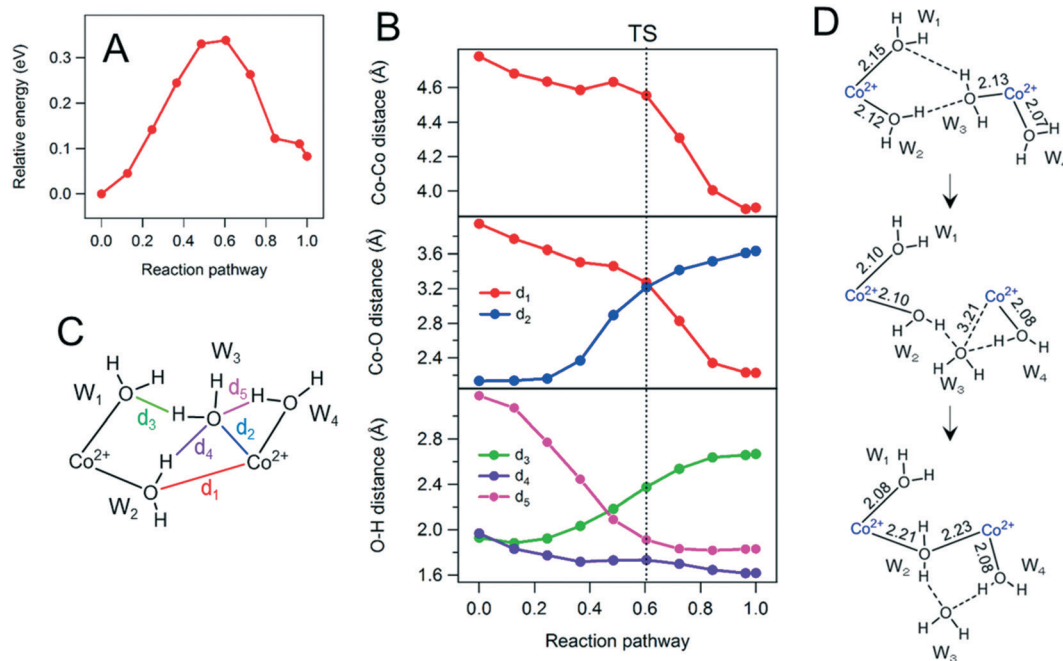 A
Relative energy (eV)
0.3
0.2
0.1
0.0
0.0 0.2 0.4 0.6 0.8 1.0
Reaction pathway
B
TS
Co-Co distace (Å)
4.6
4.4
4.2
4.0
Co-O distance (Å)
3.6
3.2
2.8
2.4
d₁
d₂
O-H distance (Å)
2.8
2.4
2.0
1.6
d₃
d₄
d₅
0.0 0.2 0.4 0.6 0.8 1.0
Reaction pathway
C
W₃
H H H
W₁ O d₅ H H
d₃ H O O W₄
d₄ d₂
Co²⁺ H Co²⁺
O d₁
W₂ H
D
H W₁
O H
2.15
Co²⁺ H 2.13 Co²⁺
2.12 O H O 2.07
H H O H
W₂ W₃ H
H W₁
O H
2.10
Co²⁺ 2.10 Co²⁺
O H 3.21 2.08
H O H O H
W₂ H H W₄
W₃
W₁ H
O H
2.08
Co²⁺ 2.21 H 2.23 Co²⁺
O 2.08
W₂ H H O H W₄
O H
H
W₃